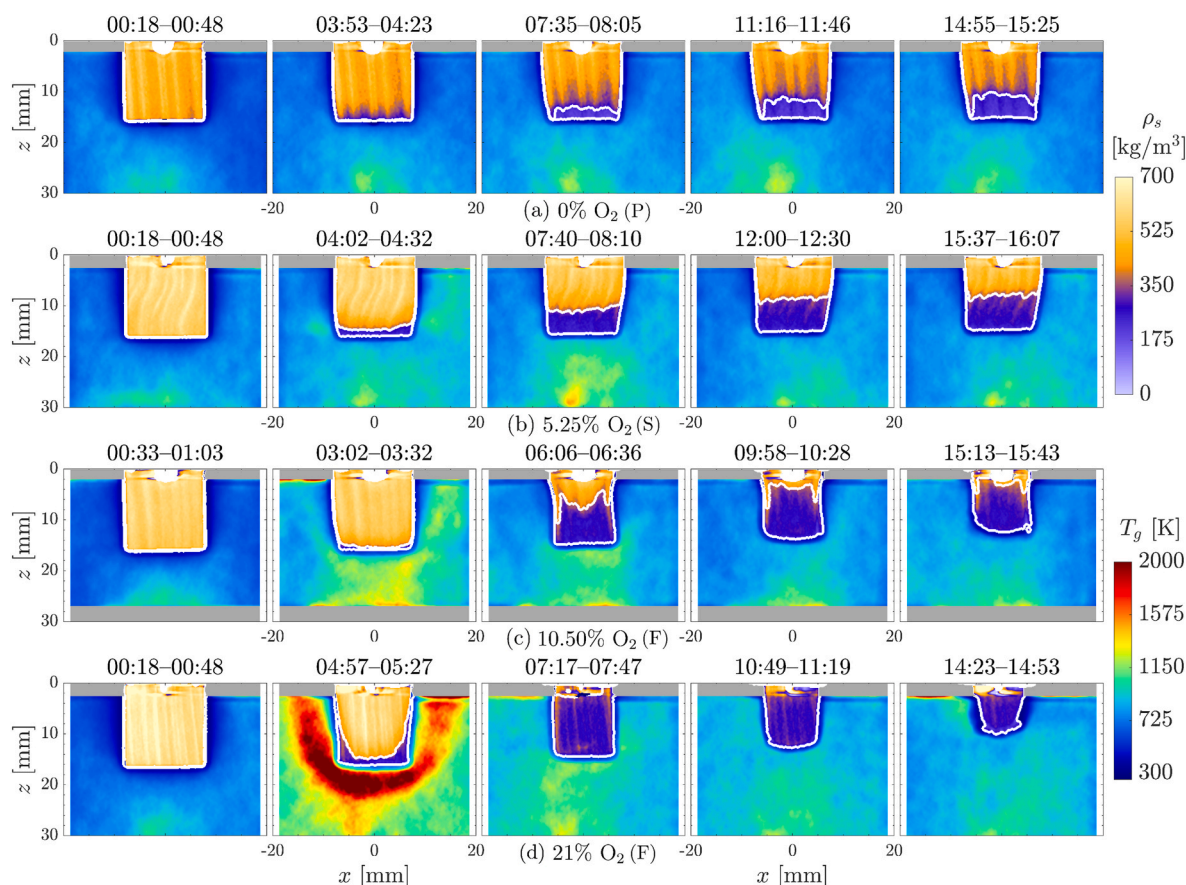 00:18–00:48 03:53–04:23 07:35–08:05 11:16–11:46 14:55–15:25
0
10
20
30
z [mm]
-20 0 20 -20 0 20
(a) 0% O₂ (P)
00:18–00:48 04:02–04:32 07:40–08:10 12:00–12:30 15:37–16:07
0
10
20
30
z [mm]
-20 0 20 -20 0 20
(b) 5.25% O₂ (S)
00:33–01:03 03:02–03:32 06:06–06:36 09:58–10:28 15:13–15:43
0
10
20
30
z [mm]
-20 0 20 -20 0 20
(c) 10.50% O₂ (F)
00:18–00:48 04:57–05:27 07:17–07:47 10:49–11:19 14:23–14:53
0
10
20
30
z [mm]
-20 0 20 -20 0 20
(d) 21% O₂ (F)
x [mm] x [mm]
ρₛ
[kg/m³]
700
525
350
175
0
T_g [K]
2000
1575
1150
725
300